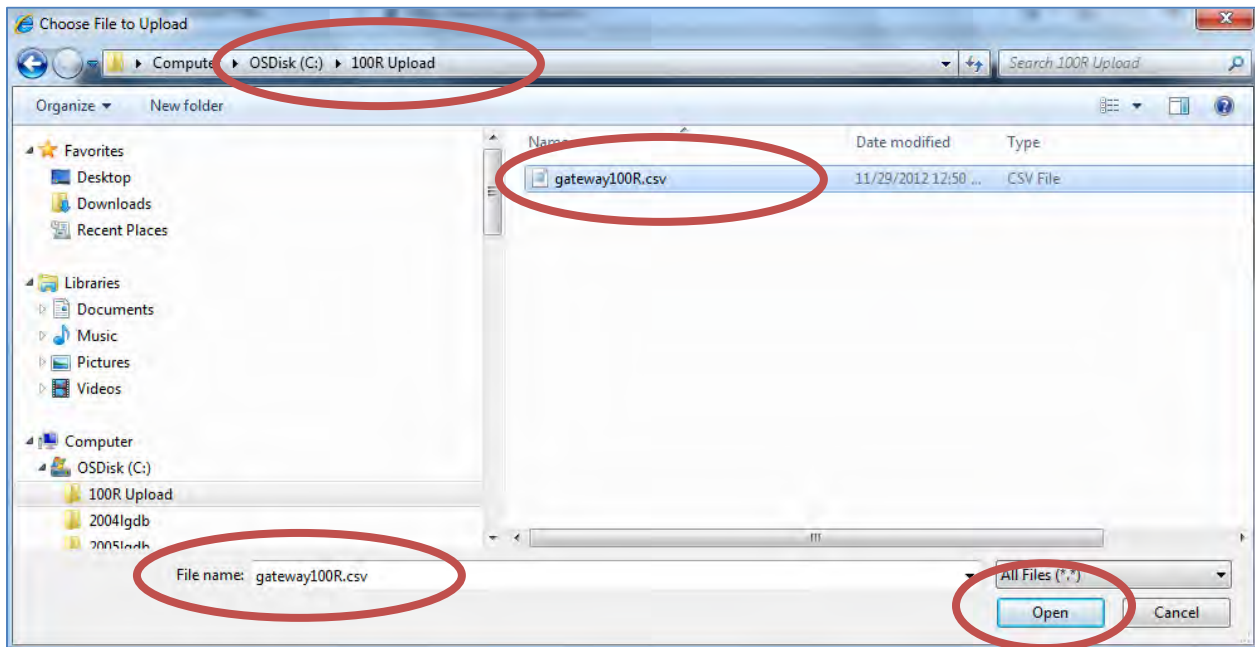 Choose File to Upload
Computer ▸ OSDisk (C:) ▸ 100R Upload
Search 100R Upload
Organize
New folder
Name
Date modified
Type
Favorites
Desktop
Downloads
Recent Places
gateway100R.csv
11/29/2012 12:50 ...
CSV File
Libraries
Documents
Music
Pictures
Videos
Computer
OSDisk (C:)
100R Upload
2004lgdb
2005lgdb
File name:
gateway100R.csv
All Files (*.*)
Open
Cancel